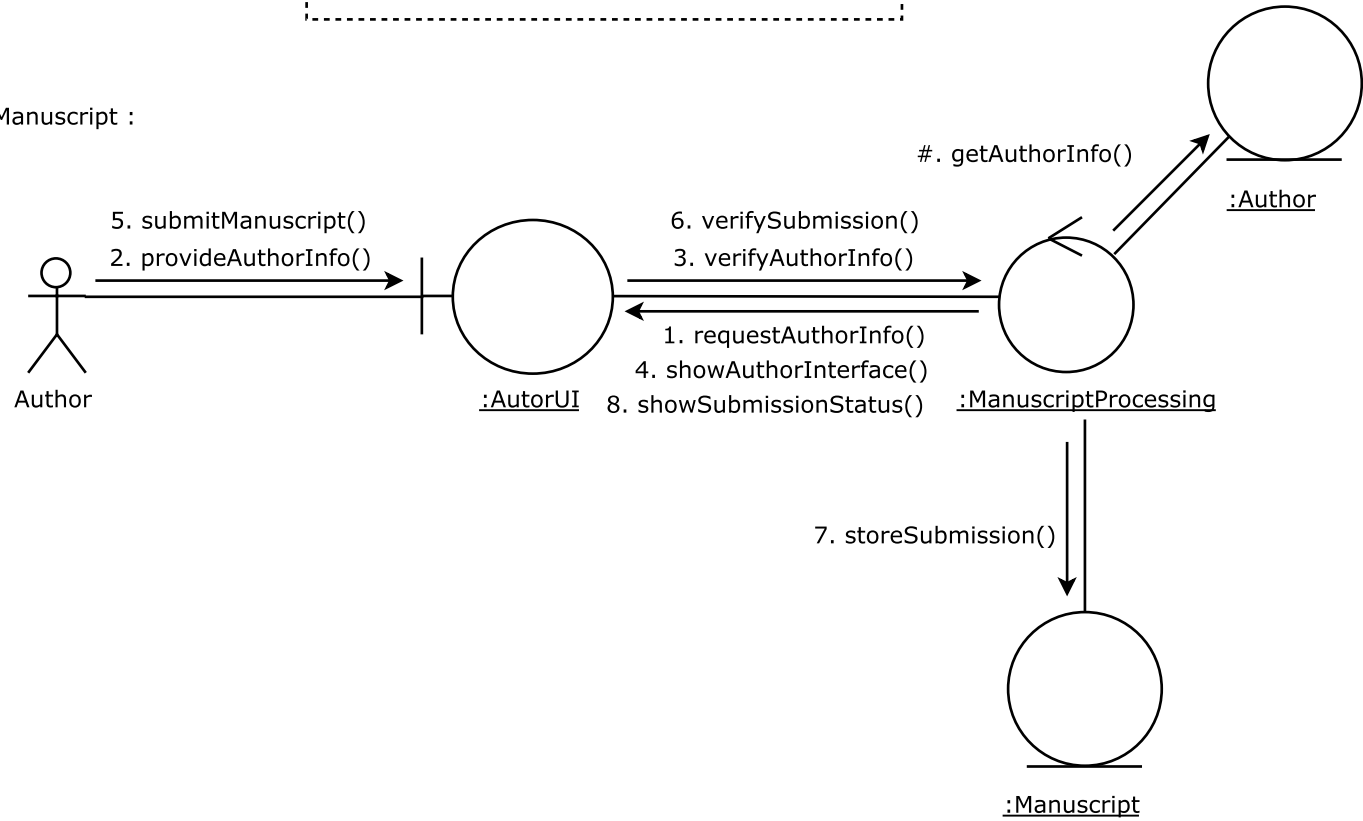 Manuscript :
#. getAuthorInfo()
:Author
5. submitManuscript()
2. provideAuthorInfo()
6. verifySubmission()
3. verifyAuthorInfo()
1. requestAuthorInfo()
4. showAuthorInterface()
8. showSubmissionStatus()
Author
:AutorUI
:ManuscriptProcessing
7. storeSubmission()
:Manuscript